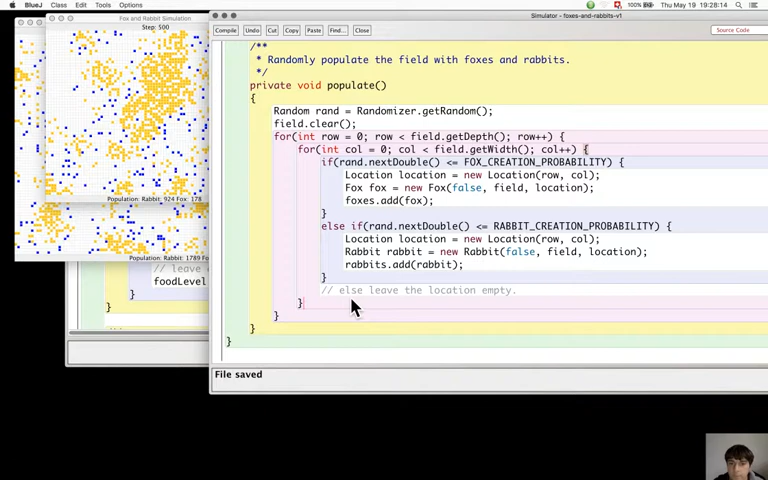 BlueJ Class Edit Tools Options
100% Thu May 19 19:28:14
Fox and Rabbit Simulation
Step: 500
Population: Rabbit: 924 Fox: 178
Population: Rabbit: 1789 Fox
// leave
foodLevel
}
}
Simulator - foxes-and-rabbits-v1
Compile Undo Cut Copy Paste Find... Close
Source Code
/**
* Randomly populate the field with foxes and rabbits.
*/
private void populate()
{
Random rand = Randomizer.getRandom();
field.clear();
for(int row = 0; row < field.getDepth(); row++) {
for(int col = 0; col < field.getWidth(); col++) {
if(rand.nextDouble() <= FOX_CREATION_PROBABILITY) {
Location location = new Location(row, col);
Fox fox = new Fox(false, field, location);
foxes.add(fox);
}
else if(rand.nextDouble() <= RABBIT_CREATION_PROBABILITY) {
Location location = new Location(row, col);
Rabbit rabbit = new Rabbit(false, field, location);
rabbits.add(rabbit);
}
// else leave the location empty.
}
}
}
}
File saved